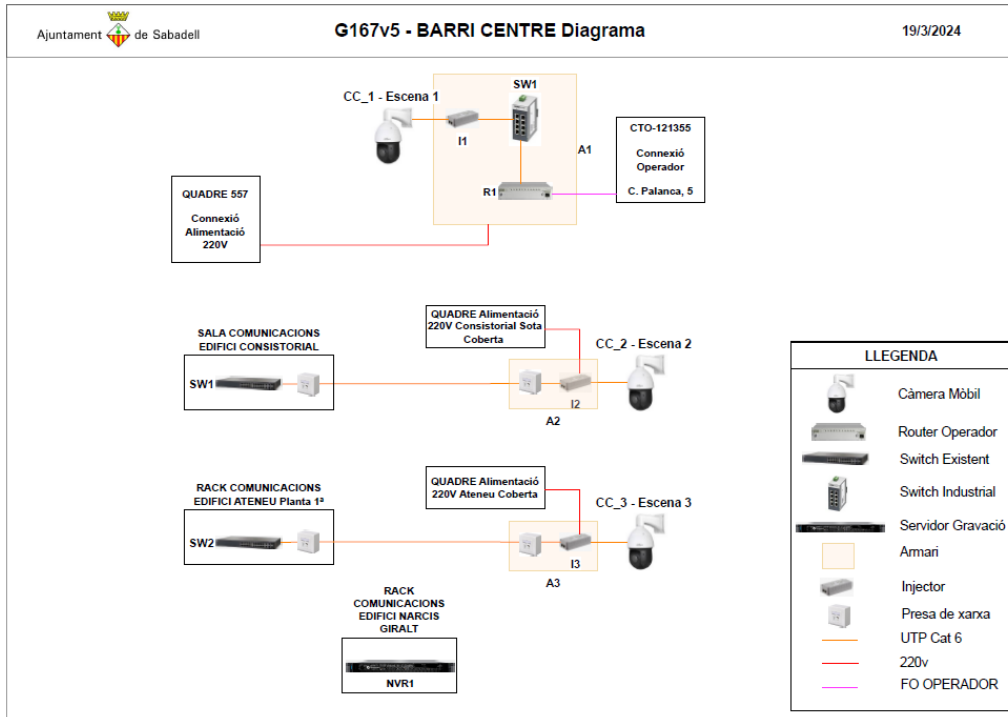 Ajuntament de Sabadell
G167v5 - BARRI CENTRE Diagrama
19/3/2024
CC_1 - Escena 1
SW1
I1
A1
R1
CTO-121355
Connexió
Operador
C. Palanca, 5
QUADRE 557
Connexió
Alimentació
220V
QUADRE Alimentació
220V Consistorial Sota
Coberta
SALA COMUNICACIONS
EDIFICI CONSISTORIAL
SW1
CC_2 - Escena 2
I2
A2
QUADRE Alimentació
220V Ateneu Coberta
RACK COMUNICACIONS
EDIFICI ATENEU Planta 1ª
SW2
CC_3 - Escena 3
I3
A3
RACK
COMUNICACIONS
EDIFICI NARCIS
GIRALT
NVR1
LLEGENDA
Càmera Mòbil
Router Operador
Switch Existent
Switch Industrial
Servidor Gravació
Armari
Injector
Presa de xarxa
UTP Cat 6
220v
FO OPERADOR